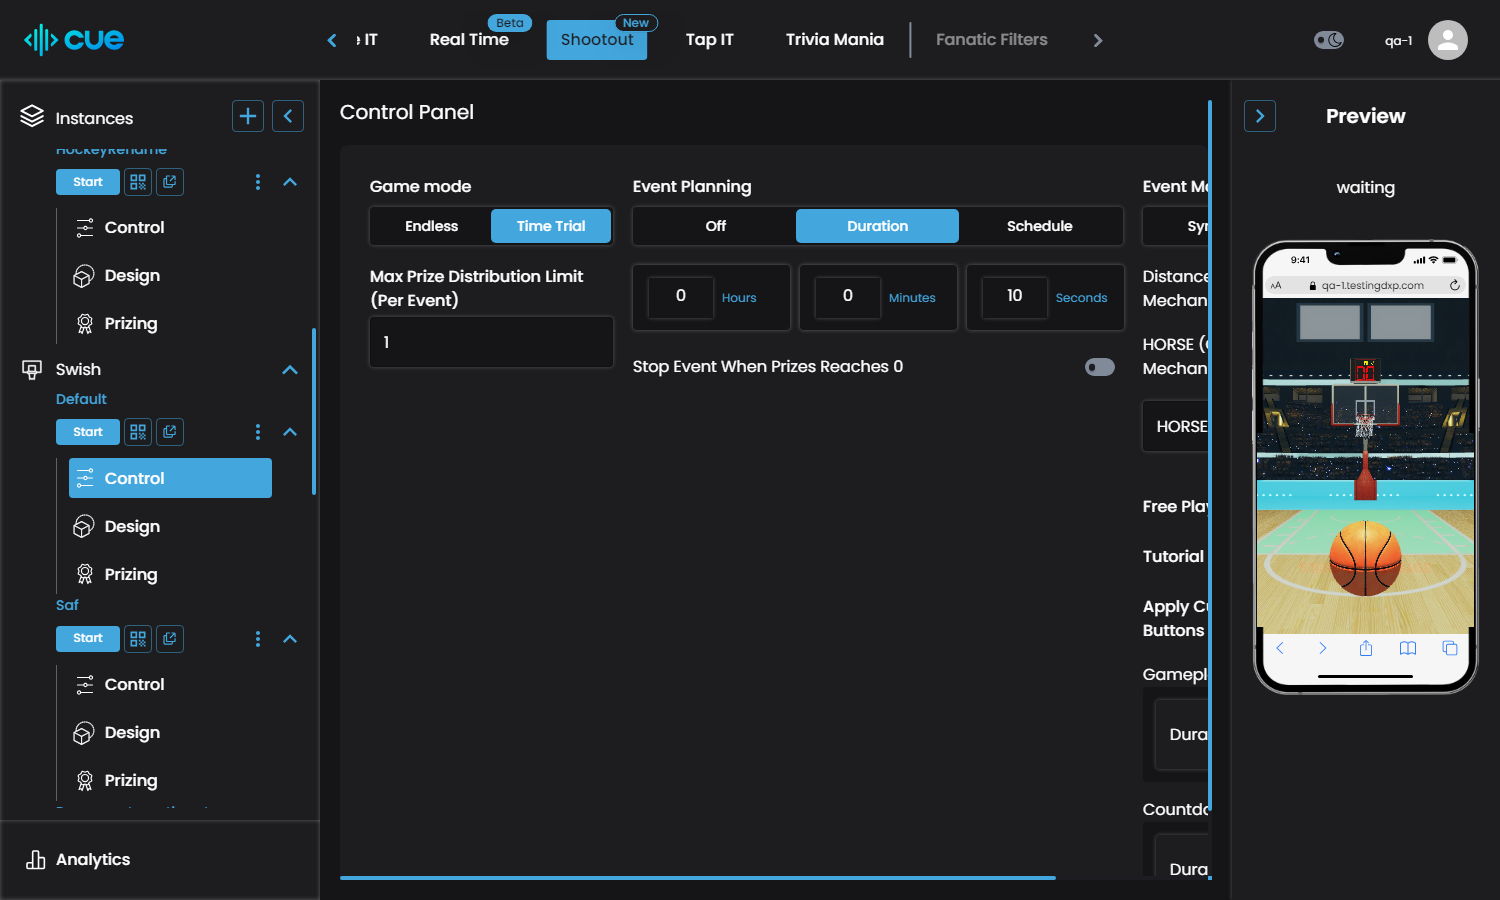 cue
e IT
Real Time
Beta
Shootout
New
Tap IT
Trivia Mania
Fanatic Filters
qa-1
Instances
HockeyRename
Start
Control
Design
Prizing
Swish
Default
Start
Control
Design
Prizing
Saf
Start
Control
Design
Prizing
Analytics
Control Panel
Game mode
Endless
Time Trial
Max Prize Distribution Limit
(Per Event)
1
Event Planning
Off
Duration
Schedule
0 Hours
0 Minutes
10 Seconds
Stop Event When Prizes Reaches 0
Event Mo
Syn
Distance
Mechan
HORSE (
Mechan
HORSE
Free Play
Tutorial
Apply Cu
Buttons
Gamepl
Dura
Countdo
Dura
Preview
waiting
9:41
AA
qa-1.testingdxp.com